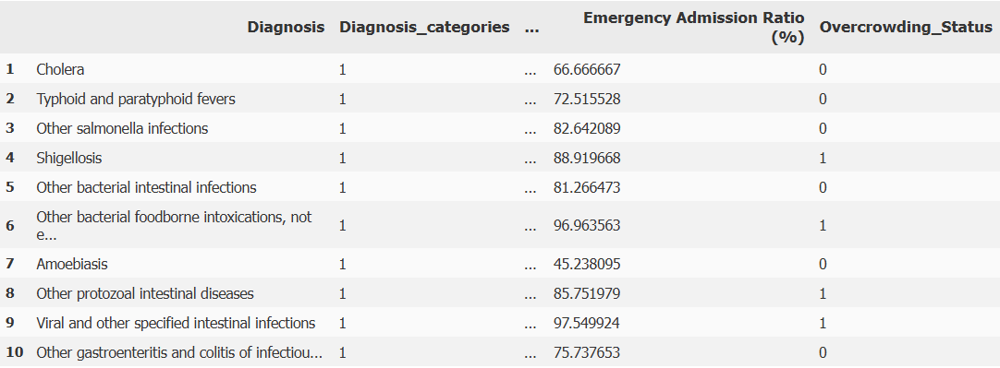 Diagnosis Diagnosis_categories ... Emergency Admission Ratio (%) Overcrowding_Status
1 Cholera 1 ... 66.666667 0
2 Typhoid and paratyphoid fevers 1 ... 72.515528 0
3 Other salmonella infections 1 ... 82.642089 0
4 Shigellosis 1 ... 88.919668 1
5 Other bacterial intestinal infections 1 ... 81.266473 0
6 Other bacterial foodborne intoxications, not e... 1 ... 96.963563 1
7 Amoebiasis 1 ... 45.238095 0
8 Other protozoal intestinal diseases 1 ... 85.751979 1
9 Viral and other specified intestinal infections 1 ... 97.549924 1
10 Other gastroenteritis and colitis of infectiou... 1 ... 75.737653 0